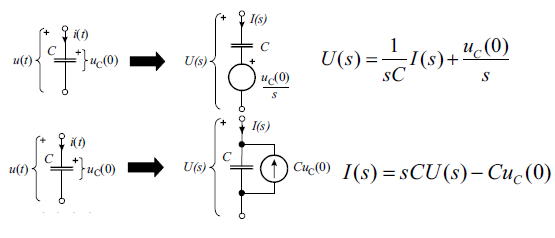 + i(t) + I(s)
u(t) C + u_C(0) U(s) C
+ u_C(0)/s
U(s) = 1/sC I(s) + u_C(0)/s
+ i(t) + I(s)
u(t) C + u_C(0) U(s) C Cu_C(0)
I(s) = sCU(s) − Cu_C(0)